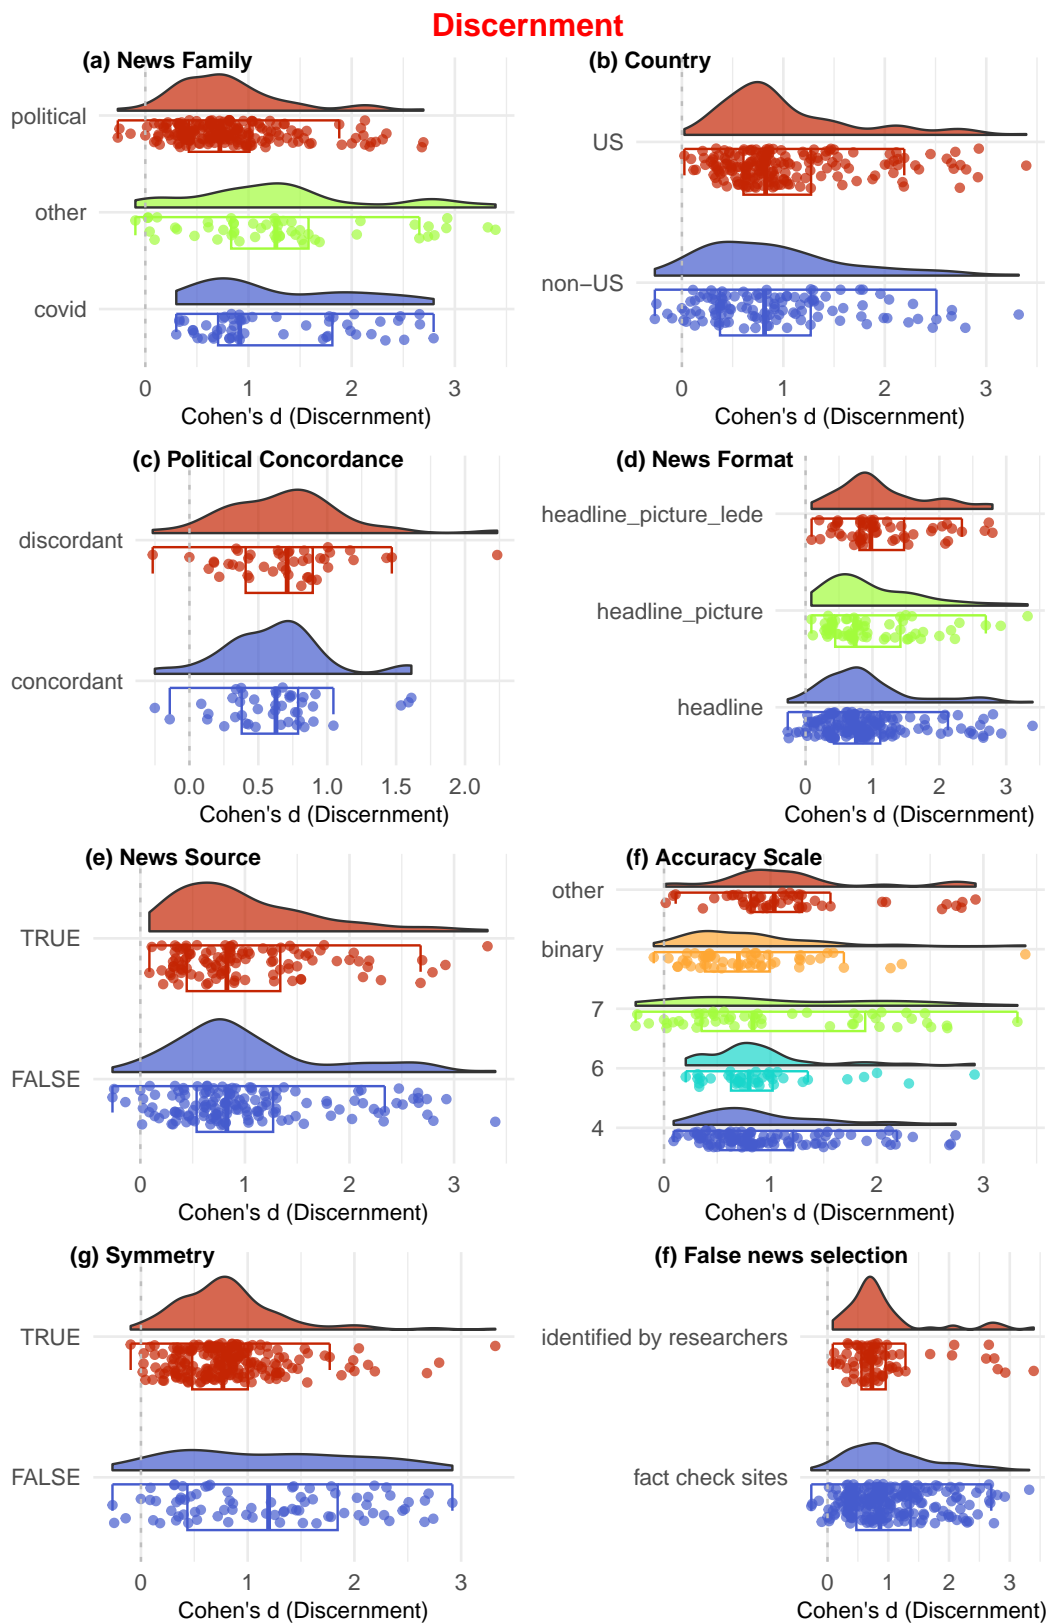 Discernment
(a) News Family
political
other
covid
0 1 2 3
Cohen's d (Discernment)
(b) Country
US
non−US
0 1 2 3
Cohen's d (Discernment)
(c) Political Concordance
discordant
concordant
0.0 0.5 1.0 1.5 2.0
Cohen's d (Discernment)
(d) News Format
headline_picture_lede
headline_picture
headline
0 1 2 3
Cohen's d (Discernment)
(e) News Source
TRUE
FALSE
0 1 2 3
Cohen's d (Discernment)
(f) Accuracy Scale
other
binary
7
6
4
0 1 2 3
Cohen's d (Discernment)
(g) Symmetry
TRUE
FALSE
0 1 2 3
Cohen's d (Discernment)
(f) False news selection
identified by researchers
fact check sites
0 1 2 3
Cohen's d (Discernment)